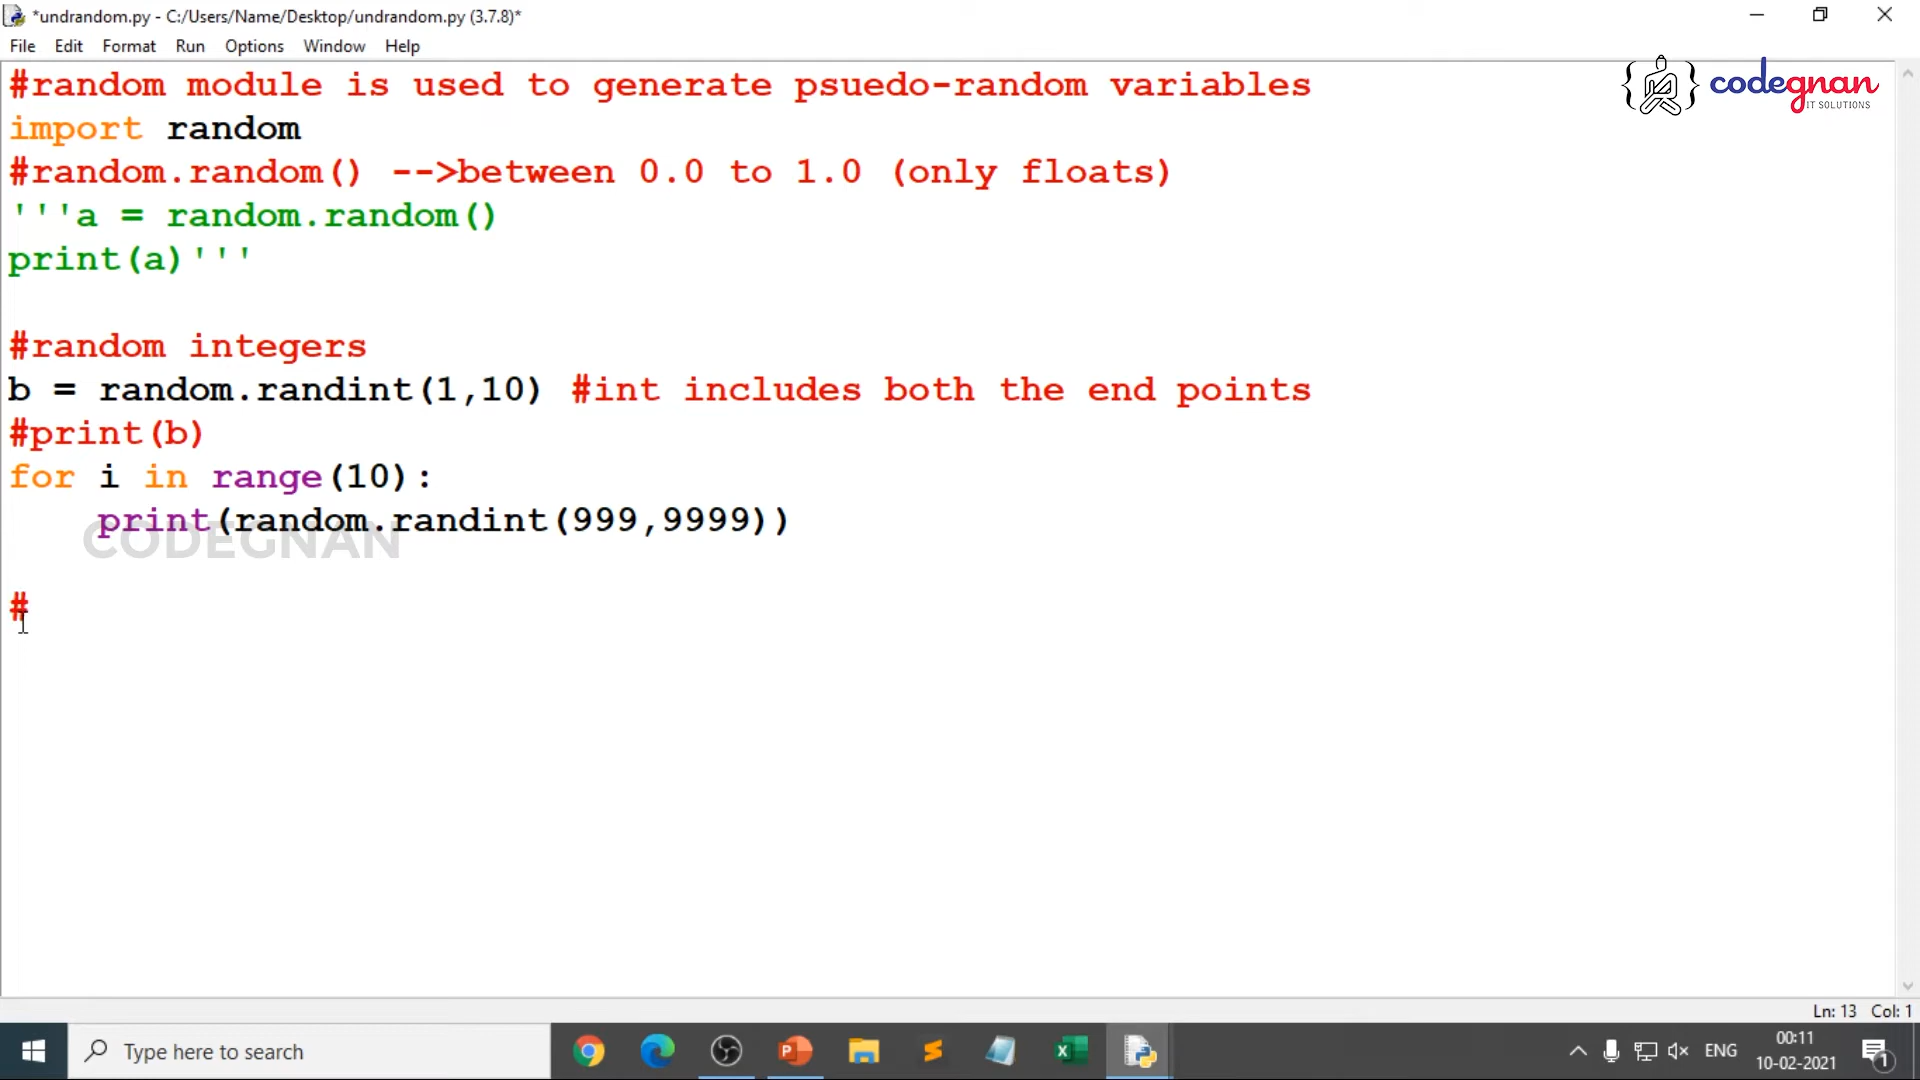 *undrandom.py - C:/Users/Name/Desktop/undrandom.py (3.7.8)*
File Edit Format Run Options Window Help
#random module is used to generate psuedo-random variables
import random
#random.random() -->between 0.0 to 1.0 (only floats)
'''a = random.random()
print(a)'''
#random integers
b = random.randint(1,10) #int includes both the end points
#print(b)
for i in range(10):
    print(random.randint(999,9999))
#
codegnan
IT SOLUTIONS
CODEGNAN
Ln: 13 Col: 1
Type here to search
ENG
00:11
10-02-2021
1